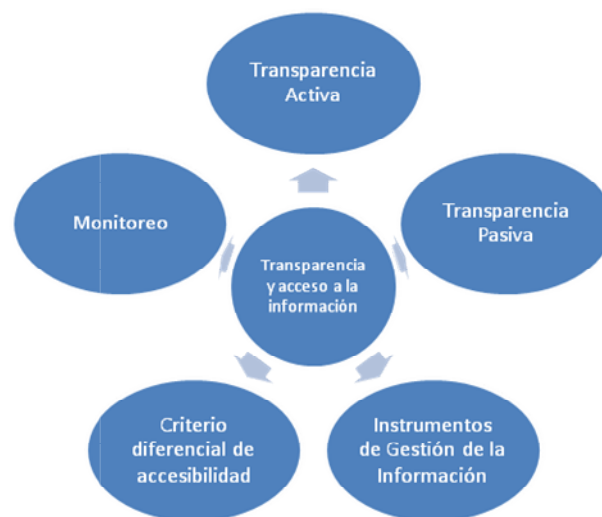 Transparencia
Activa
Transparencia
Pasiva
Instrumentos
de Gestión de la
Información
Criterio
diferencial de
accesibilidad
Monitoreo
Transparencia
y acceso a la
información